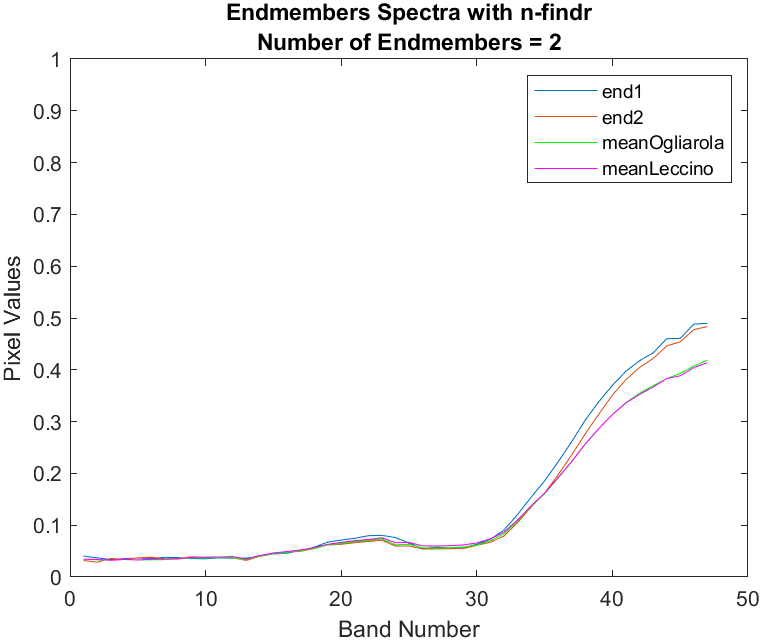 Endmembers Spectra with n-findr
Number of Endmembers = 2
1
0.9
0.8
0.7
0.6
0.5
0.4
0.3
0.2
0.1
0
Pixel Values
end1
end2
meanOgliarola
meanLeccino
0 10 20 30 40 50
Band Number